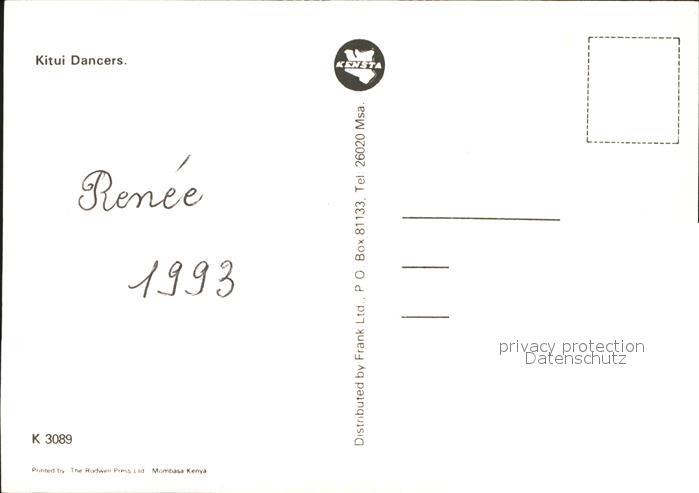 Kitui Dancers.
Renée
1993
K 3089
Printed by The Rodwell Press Ltd Mombasa Kenya
KENSTA
Distributed by Frank Ltd., P O Box 81133, Tel 26020 Msa.
privacy protection
Datenschutz